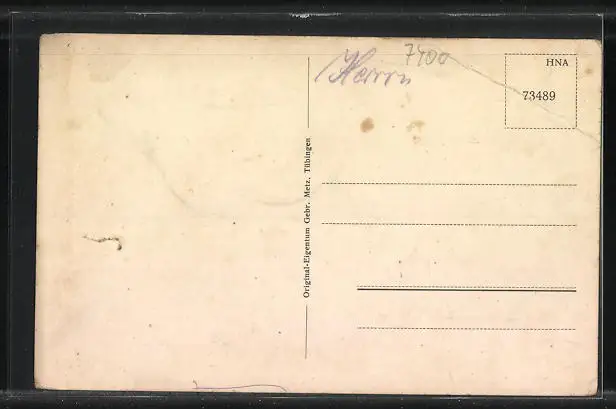 7400
Herrn
HNA
73489
Original-Eigentum Gebr. Metz, Tübingen